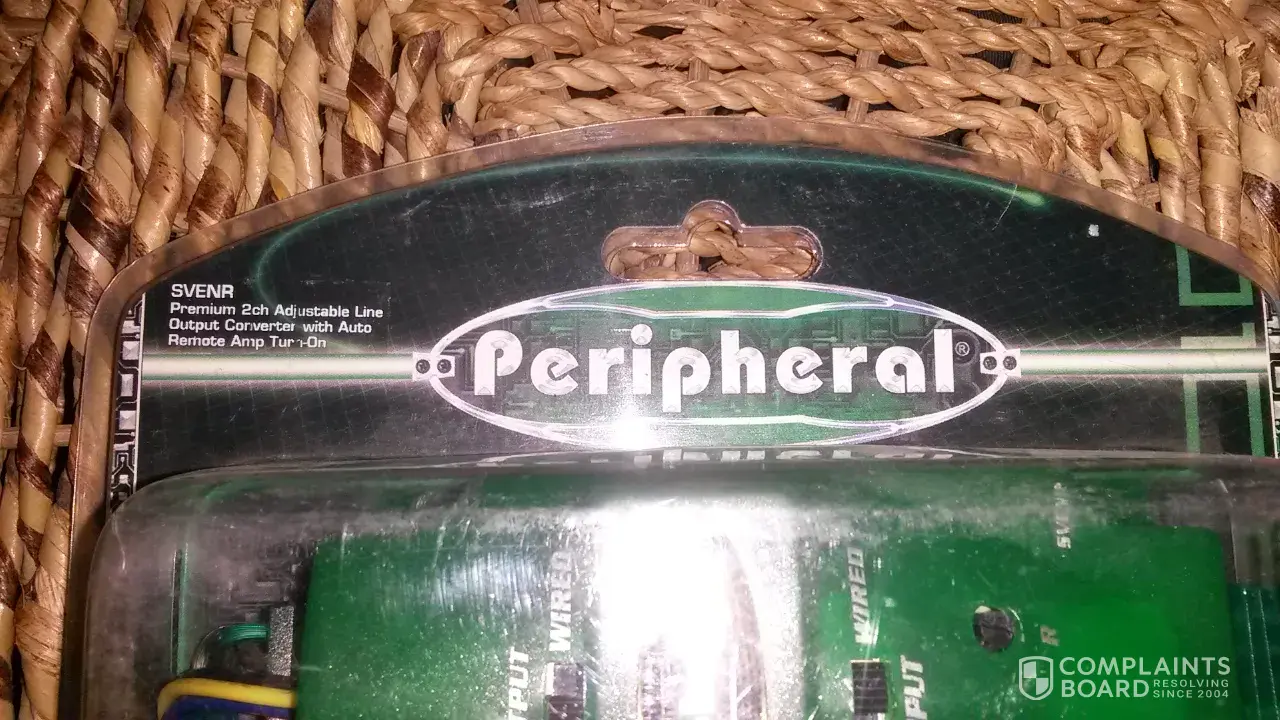 SVENR
Premium 2ch Adjustable Line
Output Converter with Auto
Remote Amp Turn-On
Peripheral®
WIRED
WIRED
R
COMPLAINTS
BOARD RESOLVING
SINCE 2004